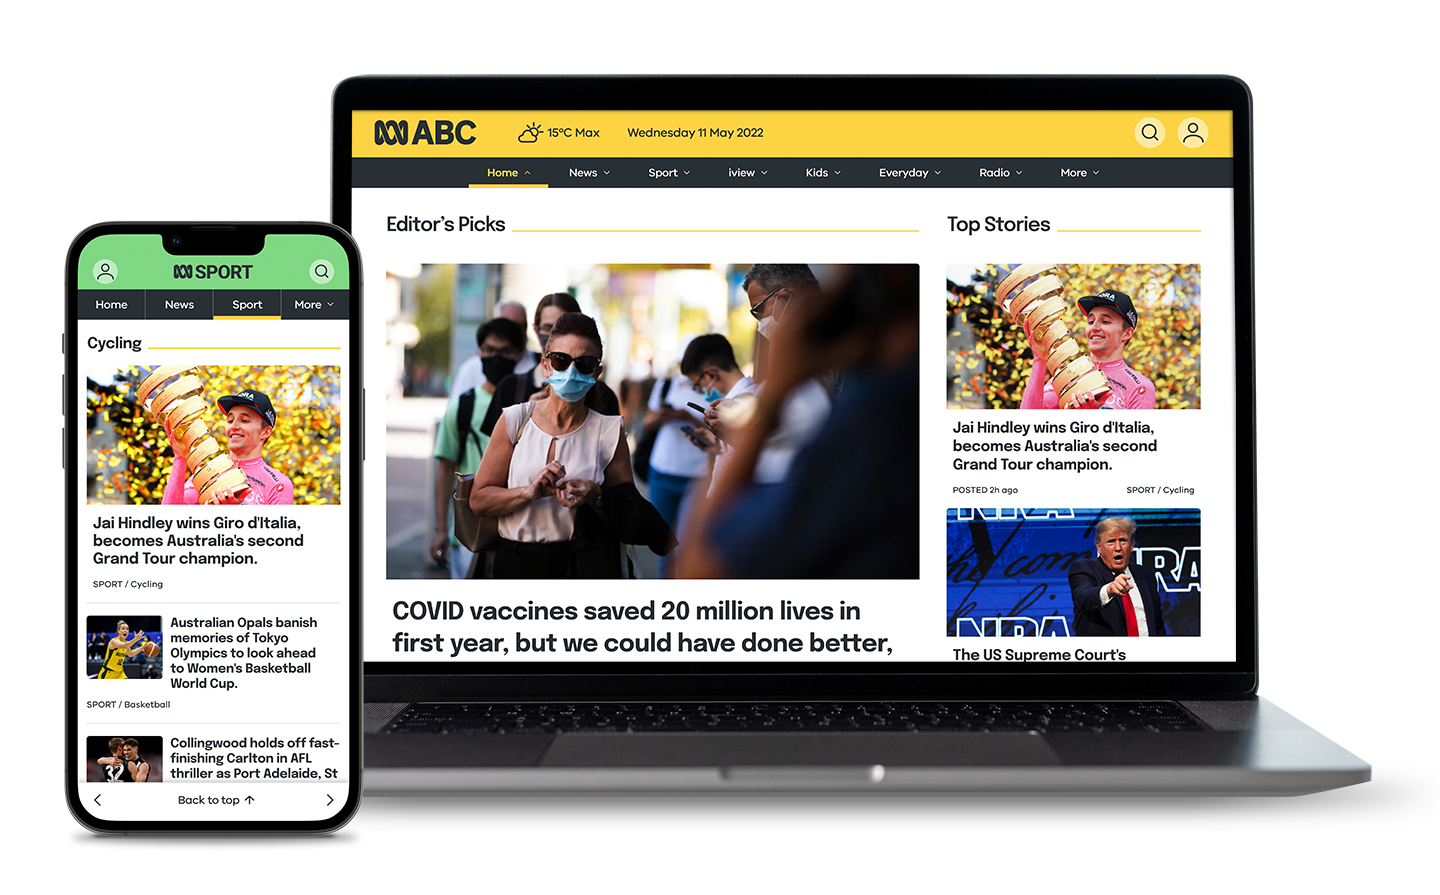 ABC
15°C Max
Wednesday 11 May 2022
Home
News
Sport
iview
Kids
Everyday
Radio
More
Editor's Picks
COVID vaccines saved 20 million lives in
first year, but we could have done better,
Top Stories
Jai Hindley wins Giro d'Italia,
becomes Australia's second
Grand Tour champion.
POSTED 2h ago
SPORT / Cycling
NRA
NRA
The US Supreme Court's
SPORT
Home
News
Sport
More
Cycling
Jai Hindley wins Giro d'Italia,
becomes Australia's second
Grand Tour champion.
SPORT / Cycling
Australian Opals banish
memories of Tokyo
Olympics to look ahead
to Women's Basketball
World Cup.
SPORT / Basketball
32
Collingwood holds off fast-
finishing Carlton in AFL
thriller as Port Adelaide, St
Back to top